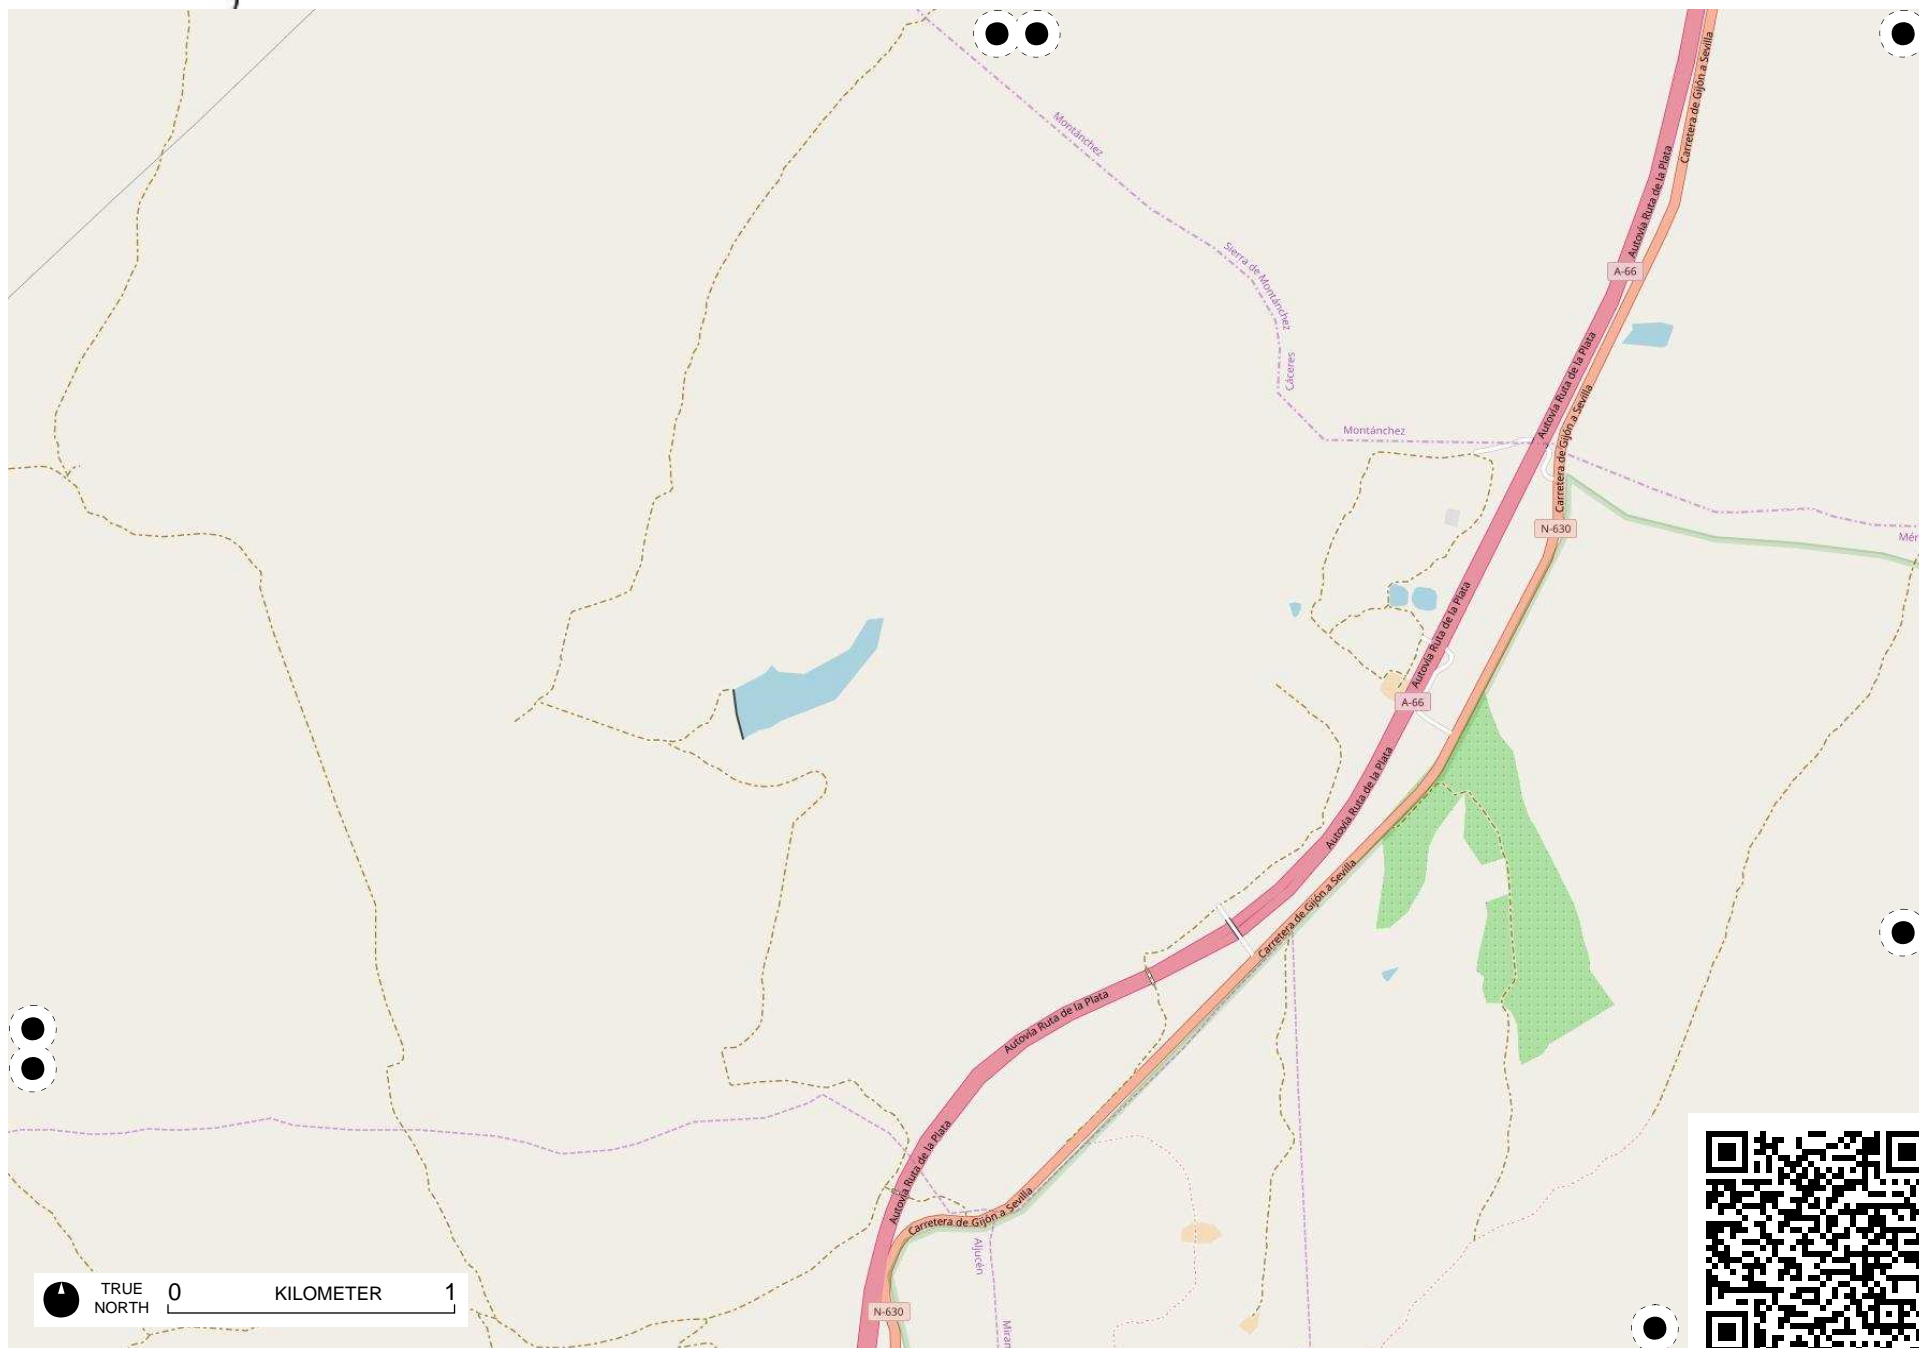 Carretera de Gijón a Sevilla
Montánchez
Autovía Ruta de la Plata
A-66
Sierra de Montánchez
Autovía Ruta de la Plata
Cáceres
Carretera de Gijón a Sevilla
Montánchez
N-630
Mér
Autovía Ruta de la Plata
A-66
Autovía Ruta de la Plata
Carretera de Gijón a Sevilla
Autovía Ruta de la Plata
Autovía Ruta de la Plata
Carretera de Gijón a Sevilla
Aljucén
TRUE
NORTH
0 KILOMETER 1
N-630
Miran